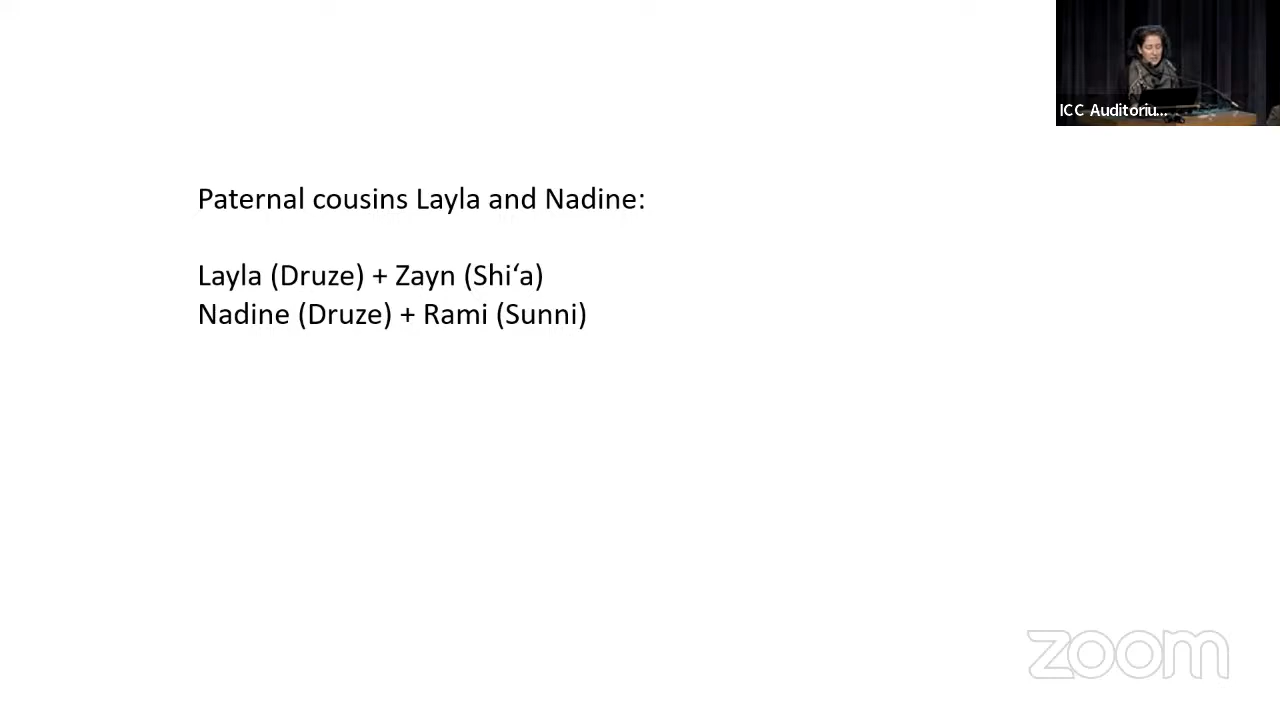 ICC Auditoriu...
Paternal cousins Layla and Nadine:
Layla (Druze) + Zayn (Shi‘a)
Nadine (Druze) + Rami (Sunni)
zoom